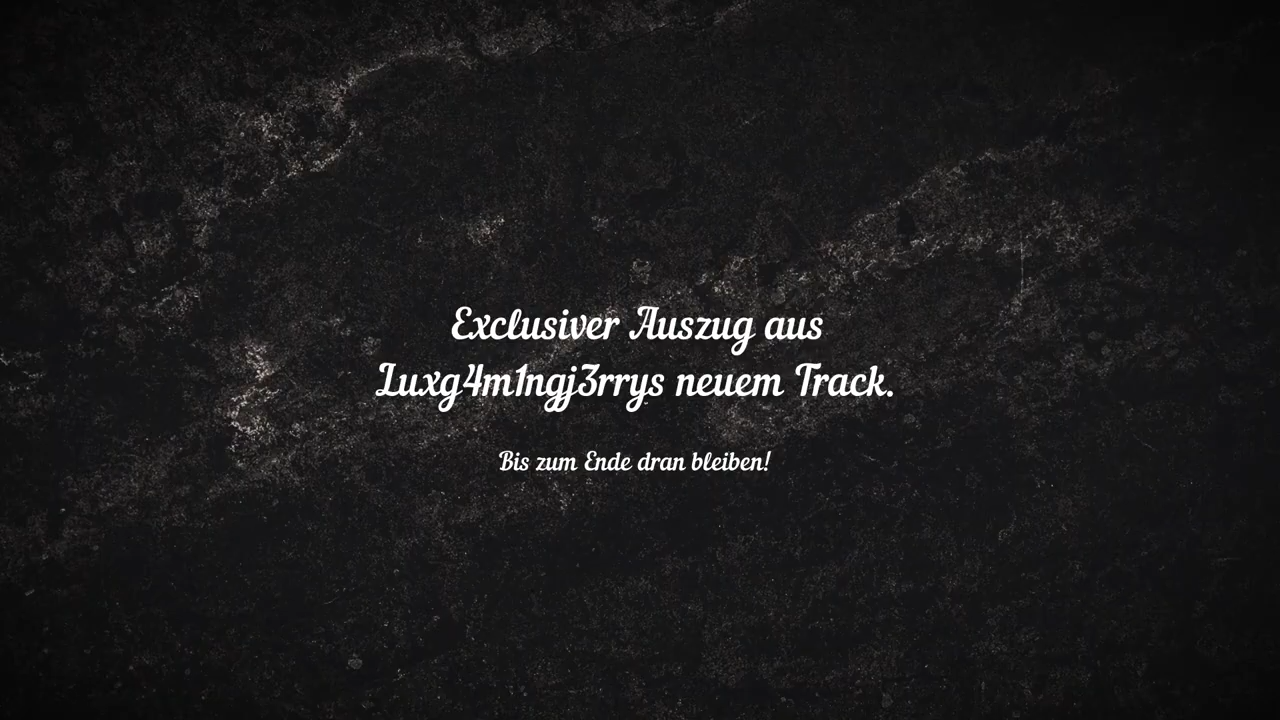 Exclusiver Auszug aus
Luxg4m1ngj3rrys neuem Track.
Bis zum Ende dran bleiben!